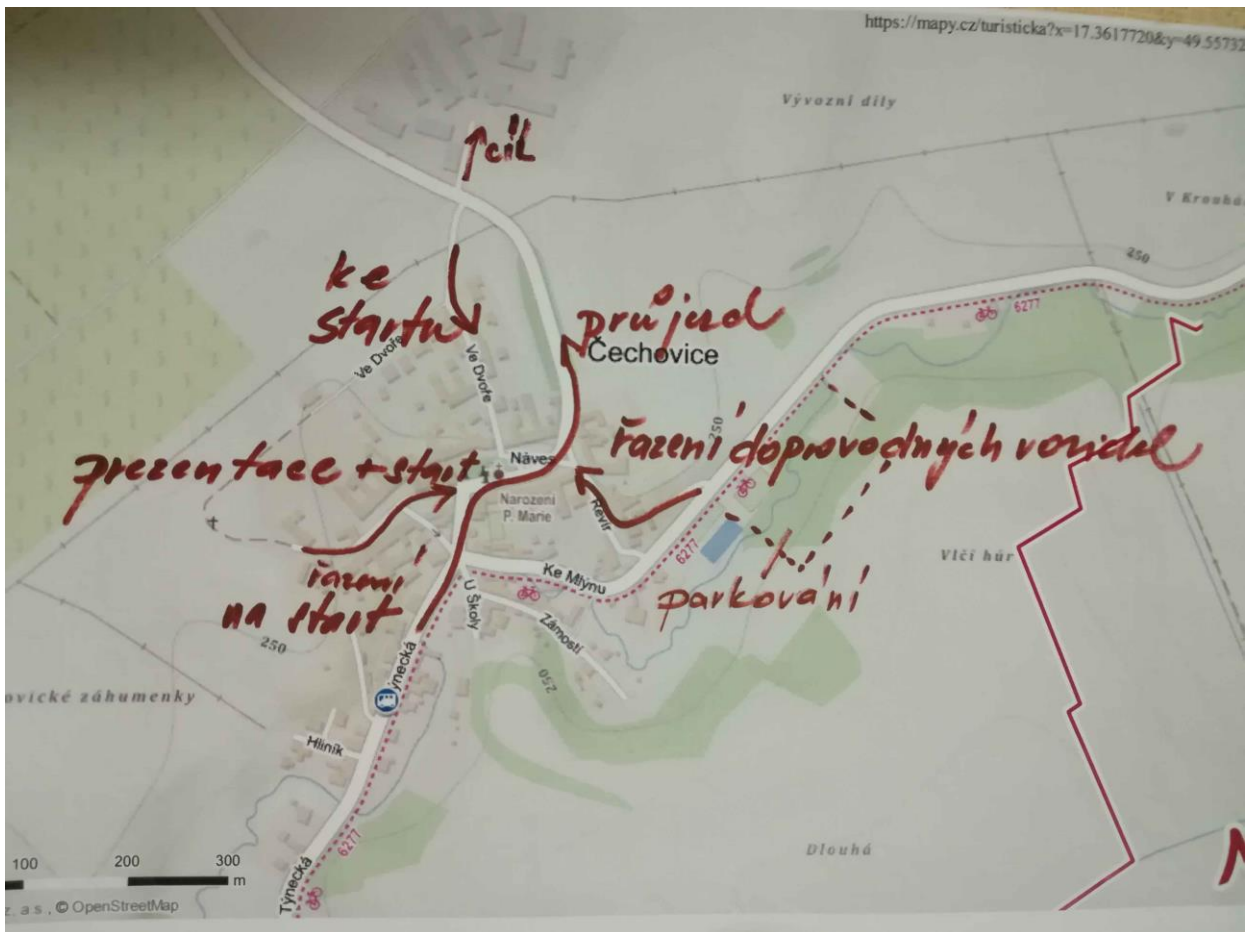 https://mapy.cz/turisticka?x=17.3617720&y=49.55732
Vývozní díly
↑cíl
V Krouhá
250
ke
startu
průjezd
6277
Čechovice
Ve Dvoře
Ve Dvoře
řazení doprovodných vozidel
250
prezentace + start
Náves
Narození
P. Marie
Revír
6277
Vlčí hůr
řazení
na start
Ke Mlýnu
parkování
U Školy
Zámostí
250
250
Týnecká
ovické záhumenky
Hliník
6277
Dlouhá
100 200 300
m
Týnecká
z. a.s., © OpenStreetMap